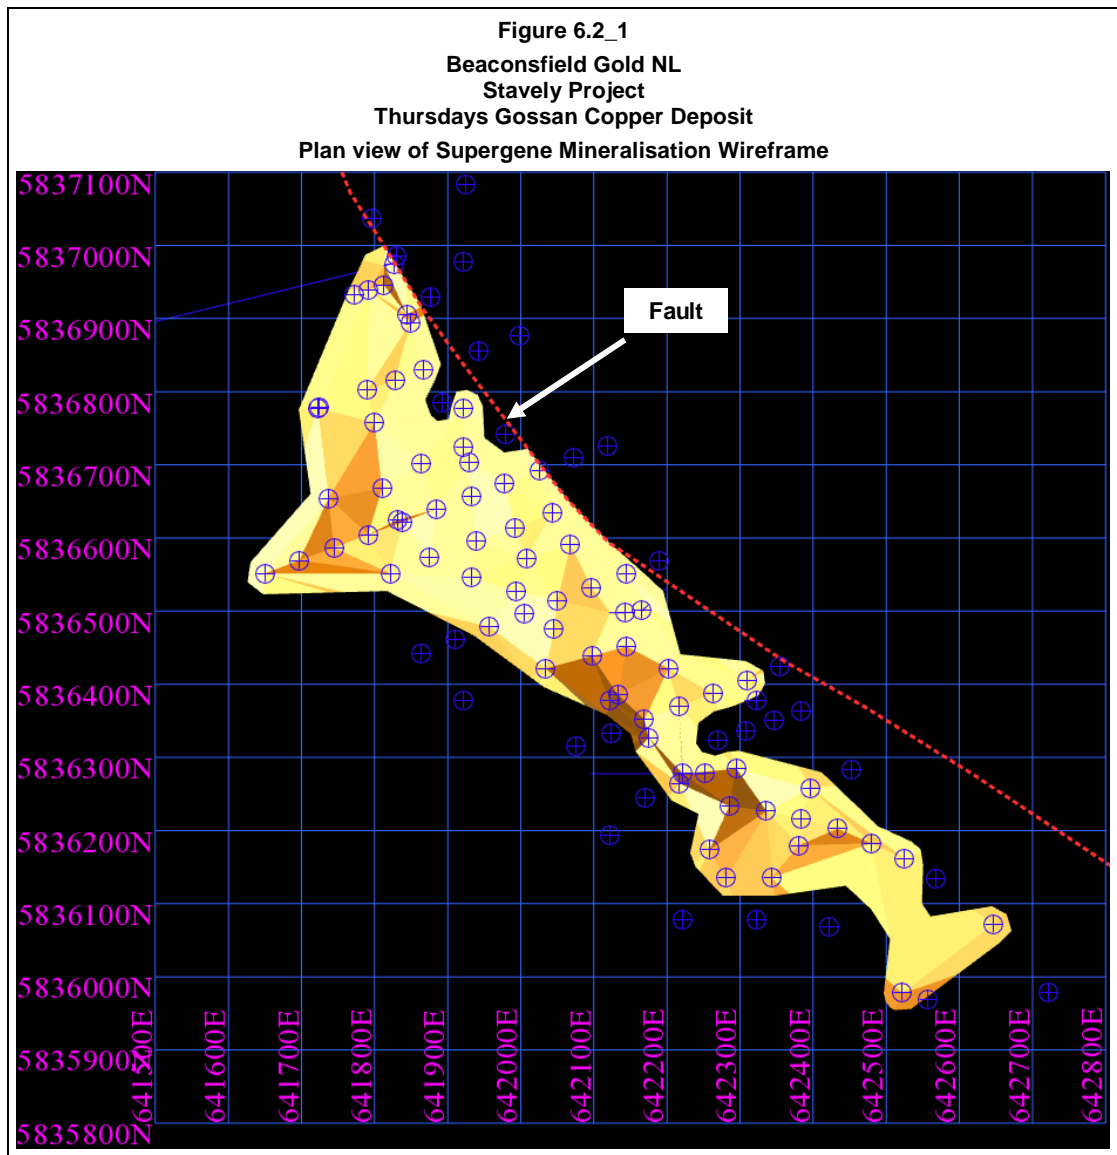 Figure 6.2_1
Beaconsfield Gold NL
Stavely Project
Thursdays Gossan Copper Deposit
Plan view of Supergene Mineralisation Wireframe
5837100N
5837000N
5836900N
Fault
5836800N
5836700N
5836600N
5836500N
5836400N
5836300N
5836200N
5836100N
5836000N
5835900N
5835800N
641500E
641600E
641700E
641800E
641900E
642000E
642100E
642200E
642300E
642400E
642500E
642600E
642700E
642800E